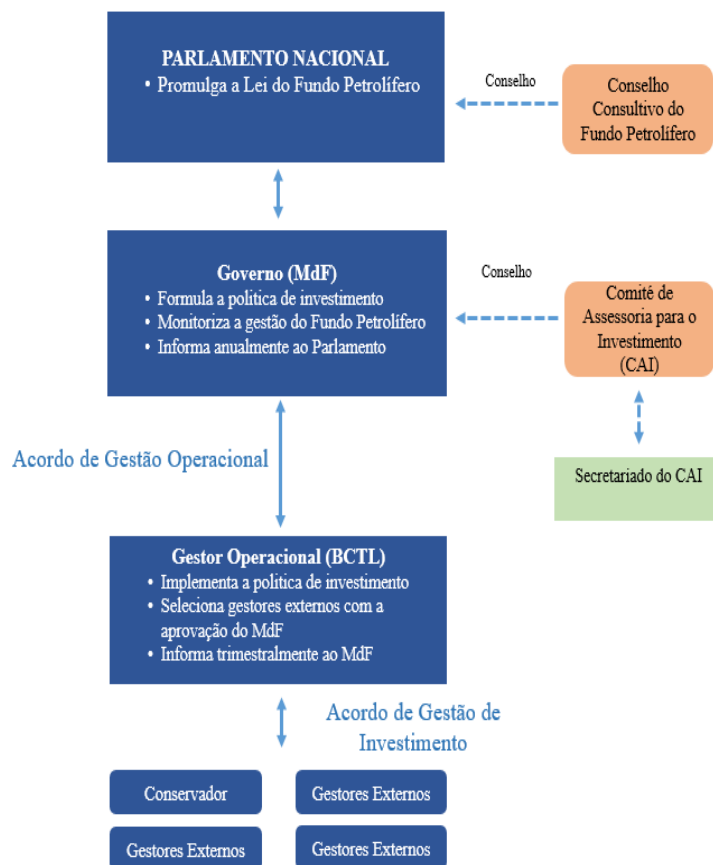 PARLAMENTO NACIONAL
• Promulga a Lei do Fundo Petrolífero
Conselho
Conselho
Consultivo do
Fundo Petrolífero
Governo (MdF)
• Formula a politica de investimento
• Monitoriza a gestão do Fundo Petrolífero
• Informa anualmente ao Parlamento
Conselho
Comité de
Assessoria para o
Investimento
(CAI)
Acordo de Gestão Operacional
Secretariado do CAI
Gestor Operacional (BCTL)
• Implementa a politica de investimento
• Seleciona gestores externos com a
aprovação do MdF
• Informa trimestralmente ao MdF
Acordo de Gestão de
Investimento
Conservador
Gestores Externos
Gestores Externos
Gestores Externos